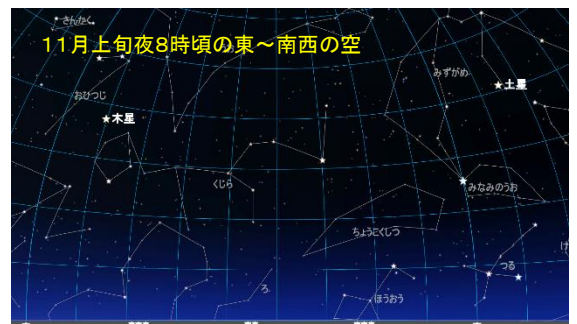 さんかく
11月上旬夜8時頃の東～南西の空
みずがめ
土星
おひつじ
木星
くじら
みなみのうお
ちょうこくしつ
つる
ろ
ほうおう